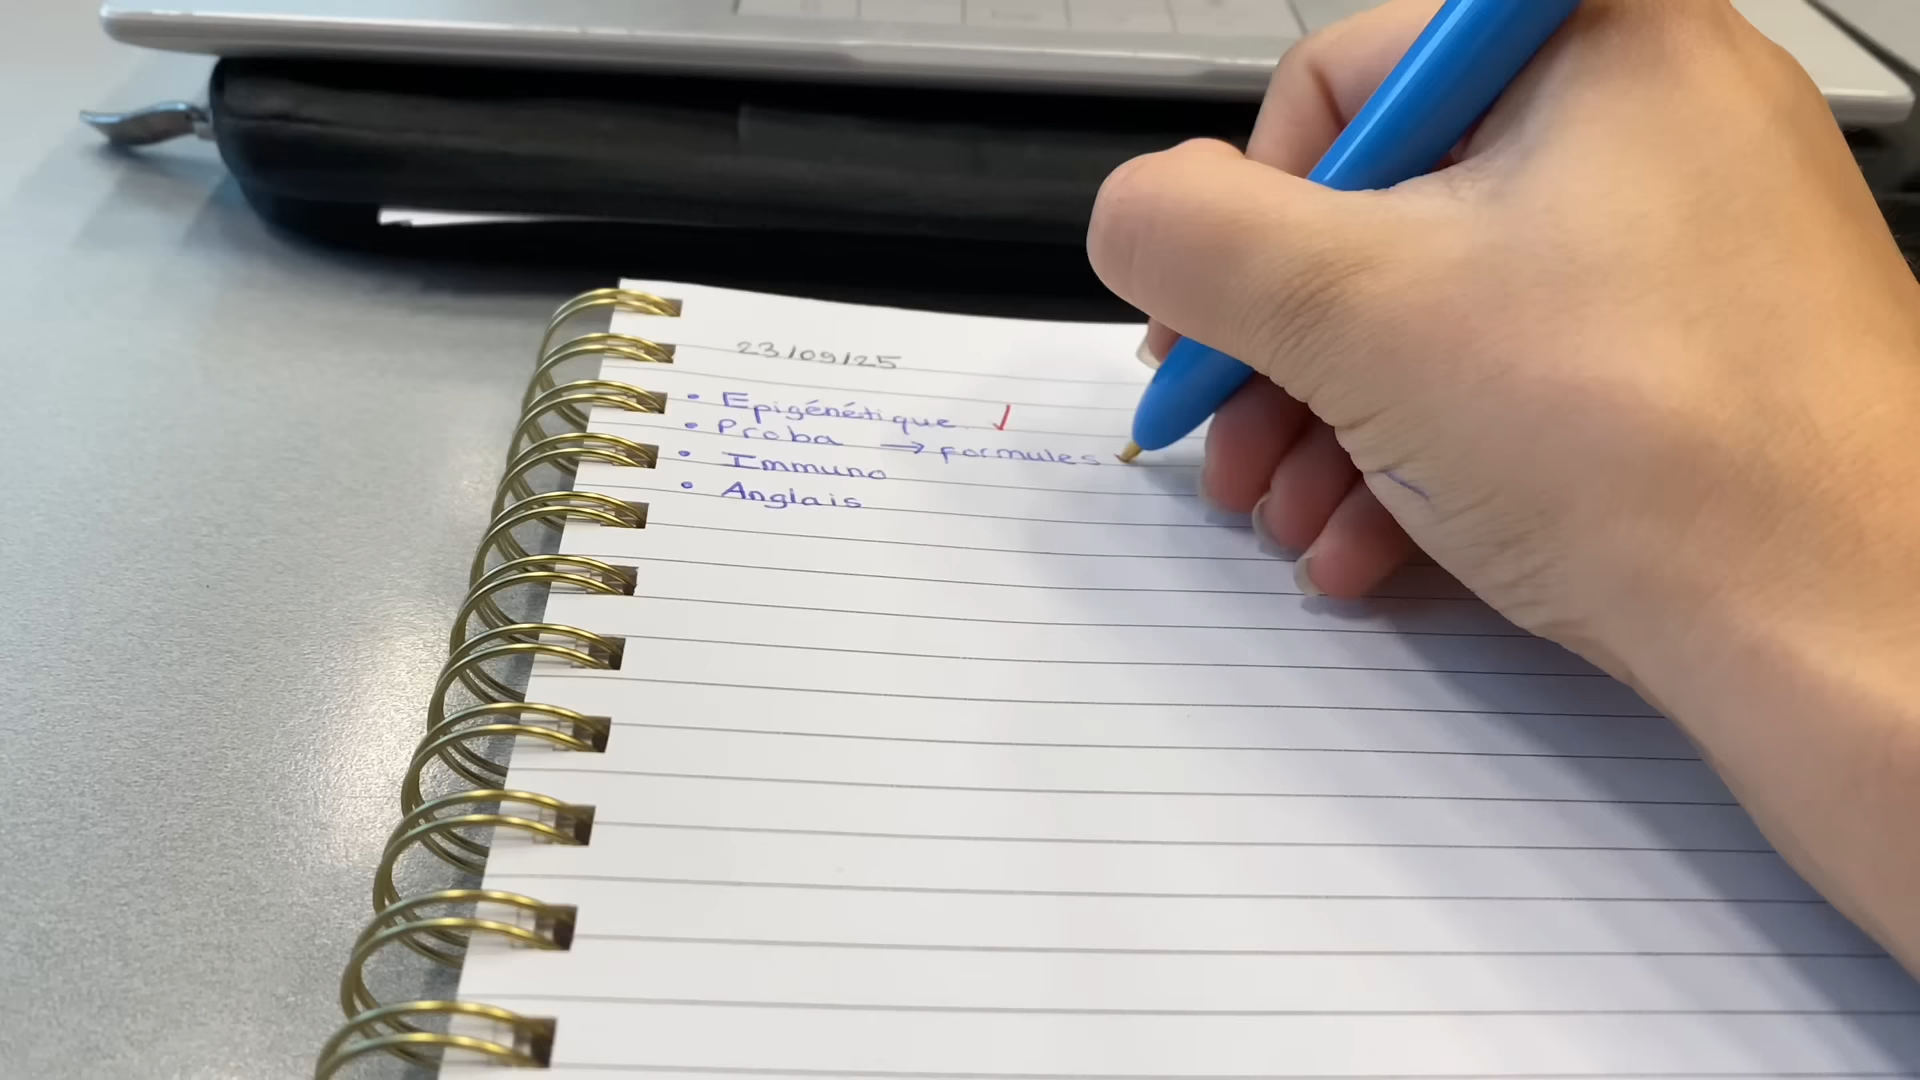 23/09/25
• Epigénétique ✓
• Proba → formules
• Immuno
• Anglais